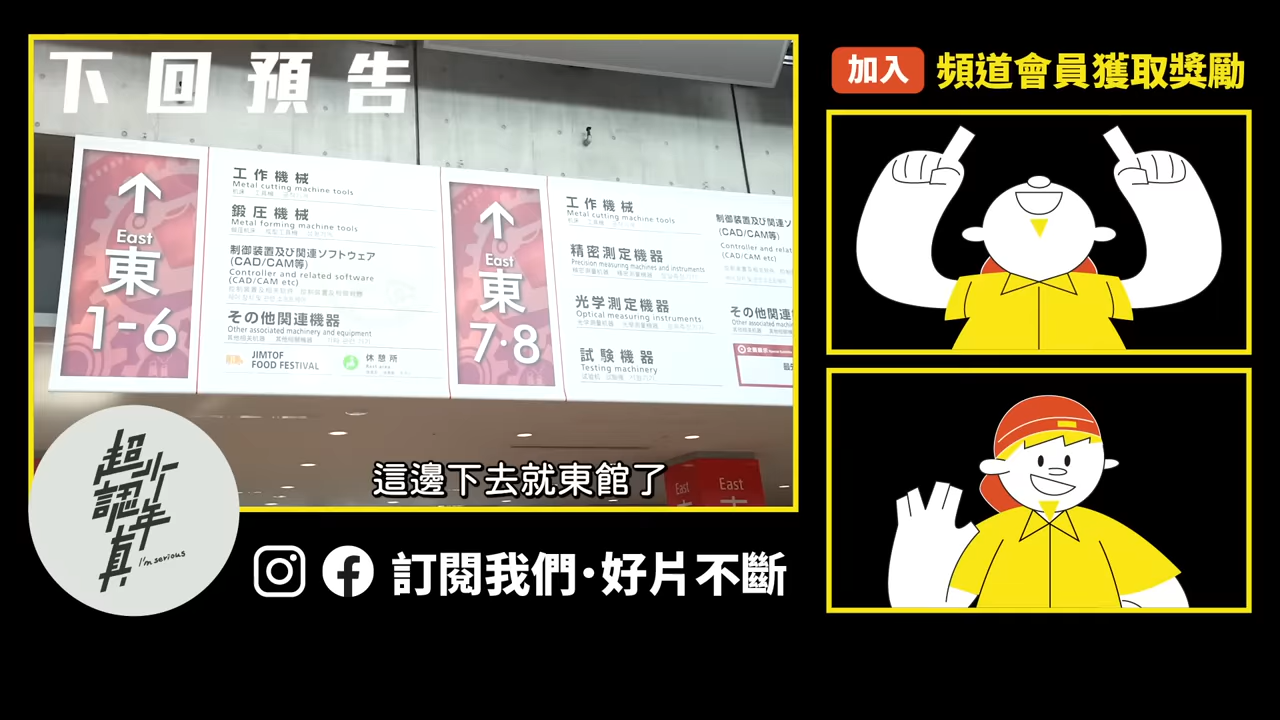 下回預告
加入 頻道會員獲取獎勵
East
東
1-6
工作機械
Metal cutting machine tools
鍛圧機械
Metal forming machine tools
制御装置及び関連ソフトウェア
(CAD/CAM等)
Controller and related software
(CAD/CAM etc)
その他関連機器
Other associated machinery and equipment
JIMTOF
FOOD FESTIVAL
休憩所
East
東
7·8
工作機械
Metal cutting machine tools
精密測定機器
Precision measuring machines and instruments
光学測定機器
Optical measuring instruments
試験機器
Testing machinery
制御装置及び関連ソ
(CAD/CAM等)
Controller and relat
(CAD/CAM etc)
その他関
Other associated machin
East
East
這邊下去就東館了
超認真
少年
I'm serious
訂閱我們·好片不斷